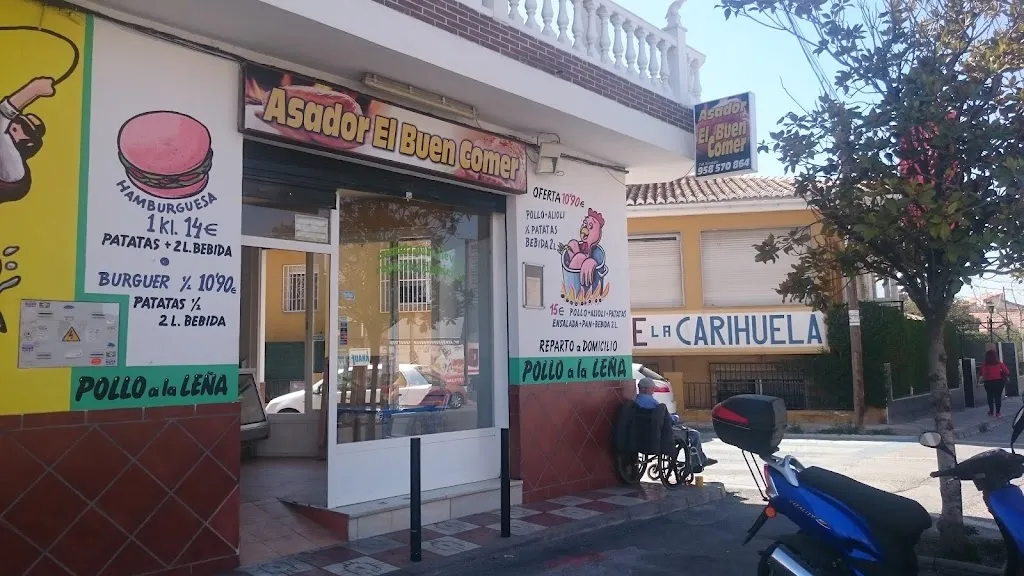 HAMBURGUESA
1 kl. 14€
PATATAS + 2 L. BEBIDA
BURGUER ½ 10'90€
PATATAS ½
2 L. BEBIDA
POLLO a la LEÑA
Asador El Buen Comer
OFERTA 10'90€
POLLO + ALIOLI
½ PATATAS
BEBIDA 2L
15€ POLLO + ALIOLI + PATATAS
ENSALADA + PAN + BEBIDA 2 L.
REPARTO a DOMICILIO
POLLO a la LEÑA
Asador
El Buen
Comer
958 570 864
E LA CARIHUELA